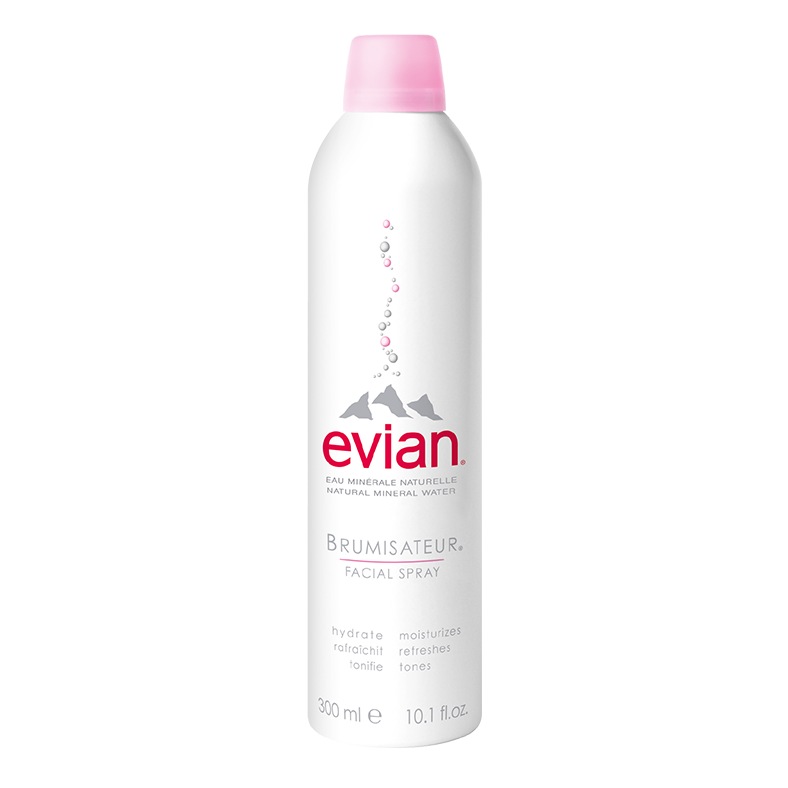 evian®
EAU MINÉRALE NATURELLE
NATURAL MINERAL WATER
BRUMISATEUR®
FACIAL SPRAY
hydrate moisturizes
rafraîchit refreshes
tonifie tones
300 ml ℮ 10.1 fl.oz.